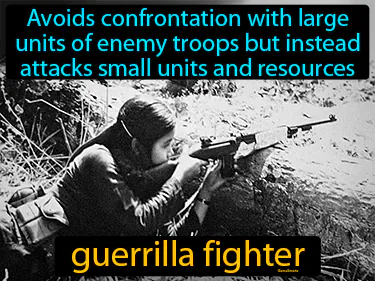 Avoids confrontation with large
units of enemy troops but instead
attacks small units and resources
guerrilla fighter